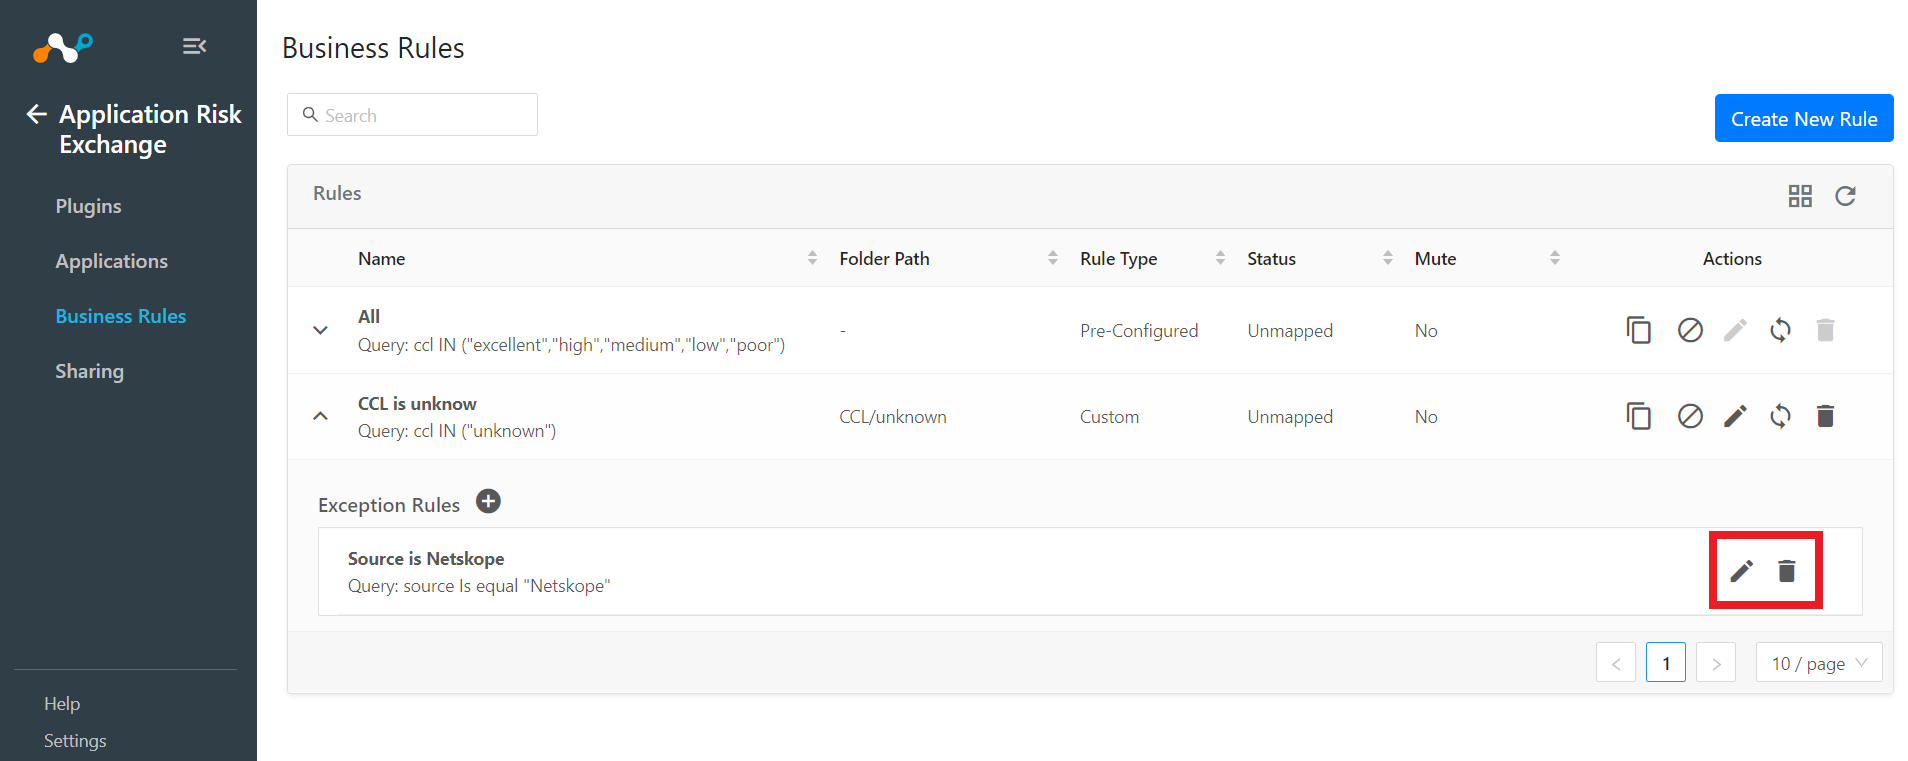 Application Risk
Exchange
Plugins
Applications
Business Rules
Sharing
Help
Settings
Business Rules
Search
Create New Rule
Rules
Name Folder Path Rule Type Status Mute Actions
All
Query: ccl IN ("excellent","high","medium","low","poor")
- Pre-Configured Unmapped No
CCL is unknow
Query: ccl IN ("unknown")
CCL/unknown Custom Unmapped No
Exception Rules
Source is Netskope
Query: source Is equal "Netskope"
< 1 > 10 / page